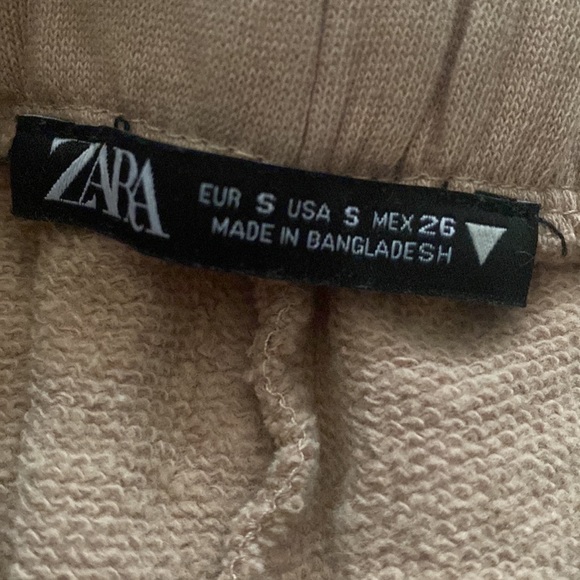 ZARA
EUR S USA S MEX 26
MADE IN BANGLADESH